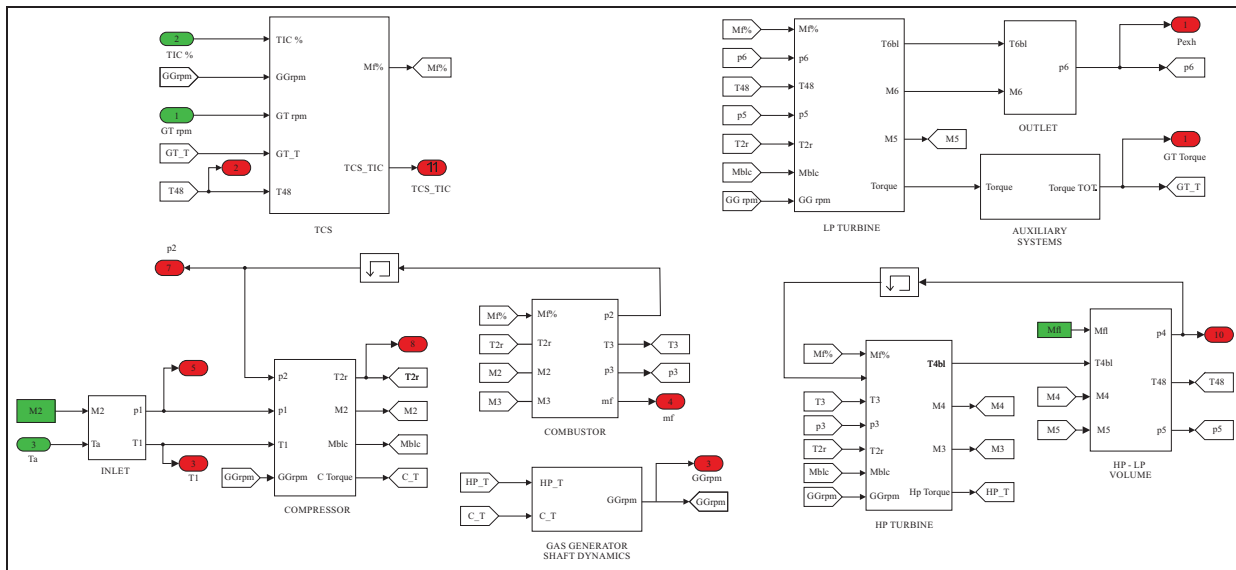 2
TIC %
GGrpm
1
GT rpm
GT_T
T48
2
TIC %
GGrpm
GT rpm
GT_T
T48
Mf%
TCS_TIC
TCS
Mf%
11
TCS_TIC
Mf%
p6
T48
p5
T2r
Mblc
GG rpm
Mf%
p6
T48
p5
T2r
Mblc
GG rpm
T6bl
M6
M5
Torque
LP TURBINE
M5
T6bl
M6
p6
OUTLET
1
Pexh
p6
Torque
Torque TOT.
AUXILIARY
SYSTEMS
1
GT Torque
GT_T
p2
7
M2
3
Ta
M2
Ta
p1
T1
INLET
5
3
T1
GGrpm
p2
p1
T1
GGrpm
T2r
M2
Mblc
C Torque
COMPRESSOR
8
T2r
M2
Mblc
C_T
Mf%
T2r
M2
M3
Mf%
T2r
M2
M3
p2
T3
p3
mf
COMBUSTOR
T3
p3
4
mf
HP_T
C_T
HP_T
C_T
GGrpm
GAS GENERATOR
SHAFT DYNAMICS
3
GGrpm
GGrpm
Mf%
T3
p3
T2r
Mblc
GGrpm
Mf%
T3
p3
T2r
Mblc
GGrpm
T4bl
M4
M3
Hp Torque
HP TURBINE
M4
M3
HP_T
Mfl
M4
M5
Mfl
T4bl
M4
M5
p4
T48
p5
HP - LP
VOLUME
10
T48
p5